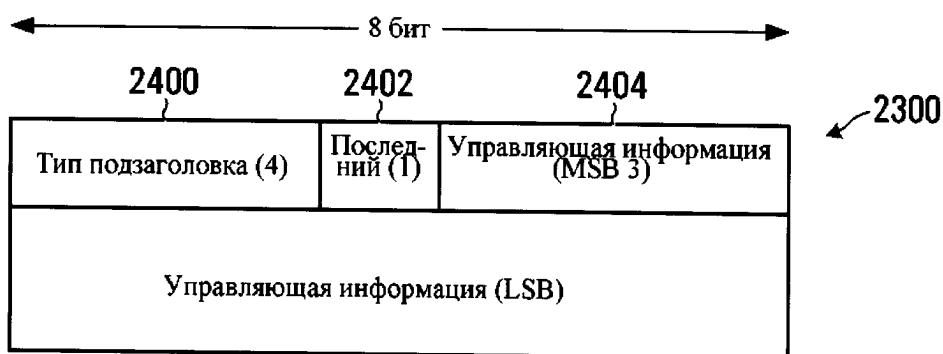 8 бит
2400 2402 2404
2300
Тип подзаголовка (4)
Послед-
ний (1)
Управляющая информация
(MSB 3)
Управляющая информация (LSB)